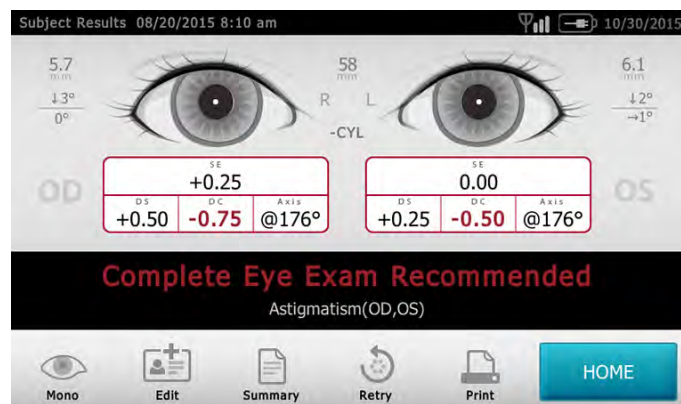 Subject Results 08/20/2015 8:10 am 10/30/2015
5.7 58 6.1
mm mm mm
↓3° R L ↓2°
0° →1°
-CYL
OD SE SE OS
+0.25 0.00
DS DC Axis DS DC Axis
+0.50 -0.75 @176° +0.25 -0.50 @176°
Complete Eye Exam Recommended
Astigmatism(OD,OS)
Mono Edit Summary Retry Print HOME